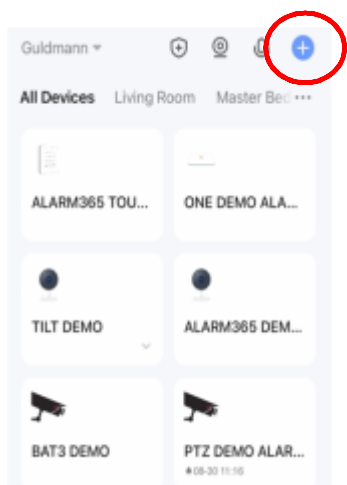 Guldmann
All Devices Living Room Master Bed ...
ALARM365 TOU...
ONE DEMO ALA...
TILT DEMO
ALARM365 DEM...
BAT3 DEMO
PTZ DEMO ALAR...
08-30 11:16